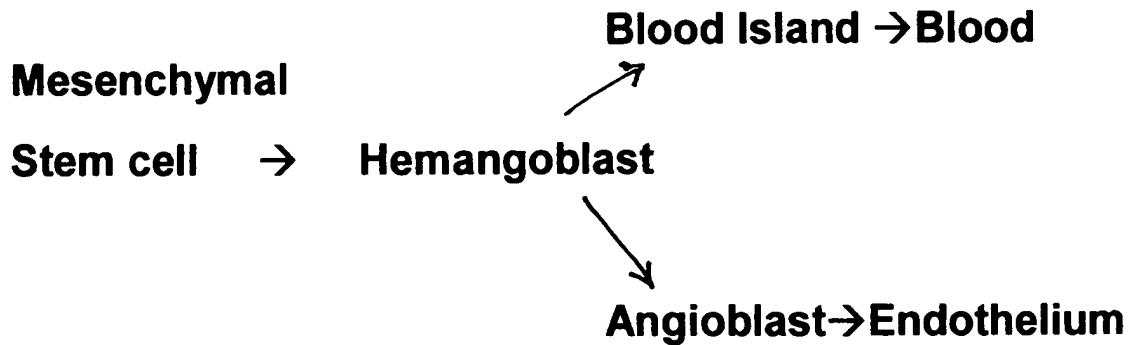 Blood Island →Blood
Mesenchymal
Stem cell → Hemangoblast
Angioblast→Endothelium